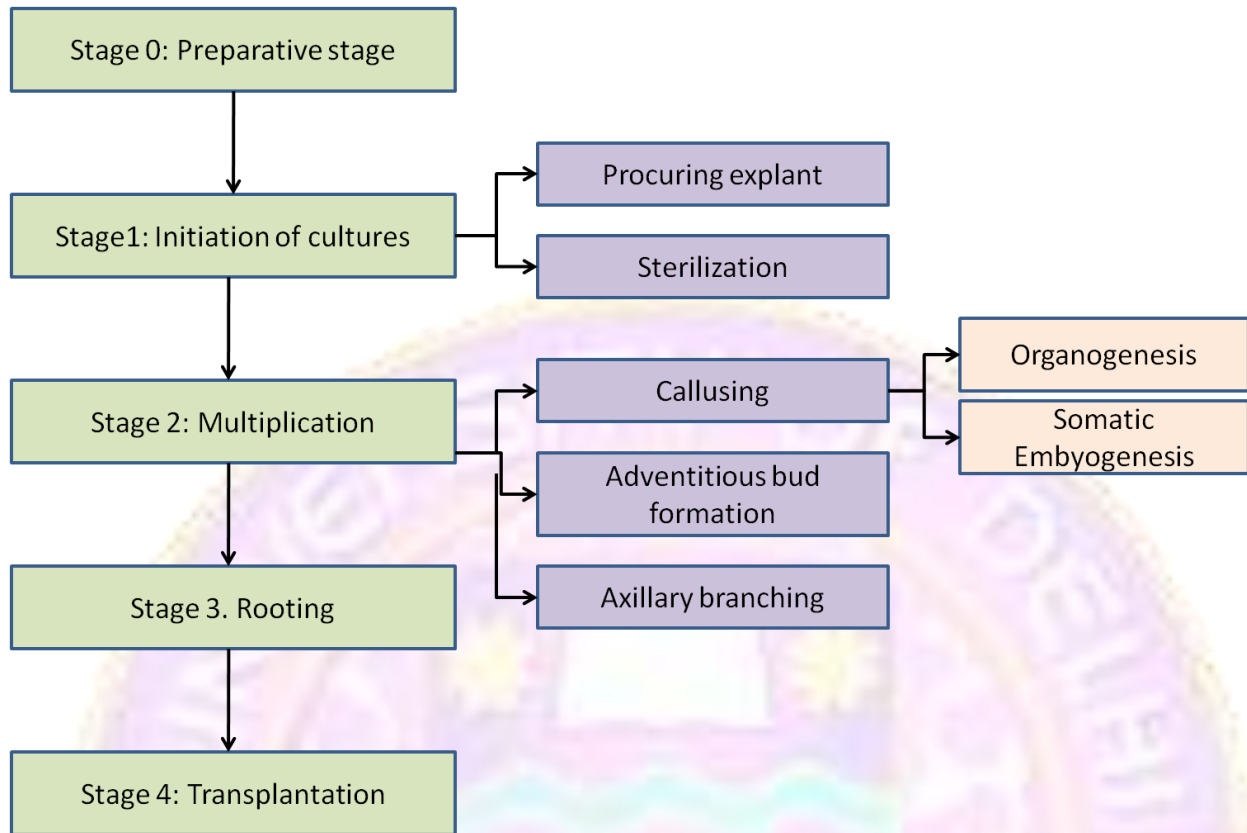 Stage 0: Preparative stage
Stage1: Initiation of cultures
Procuring explant
Sterilization
Stage 2: Multiplication
Callusing
Organogenesis
Somatic
Embyogenesis
Adventitious bud
formation
Axillary branching
Stage 3. Rooting
Stage 4: Transplantation
DELHI